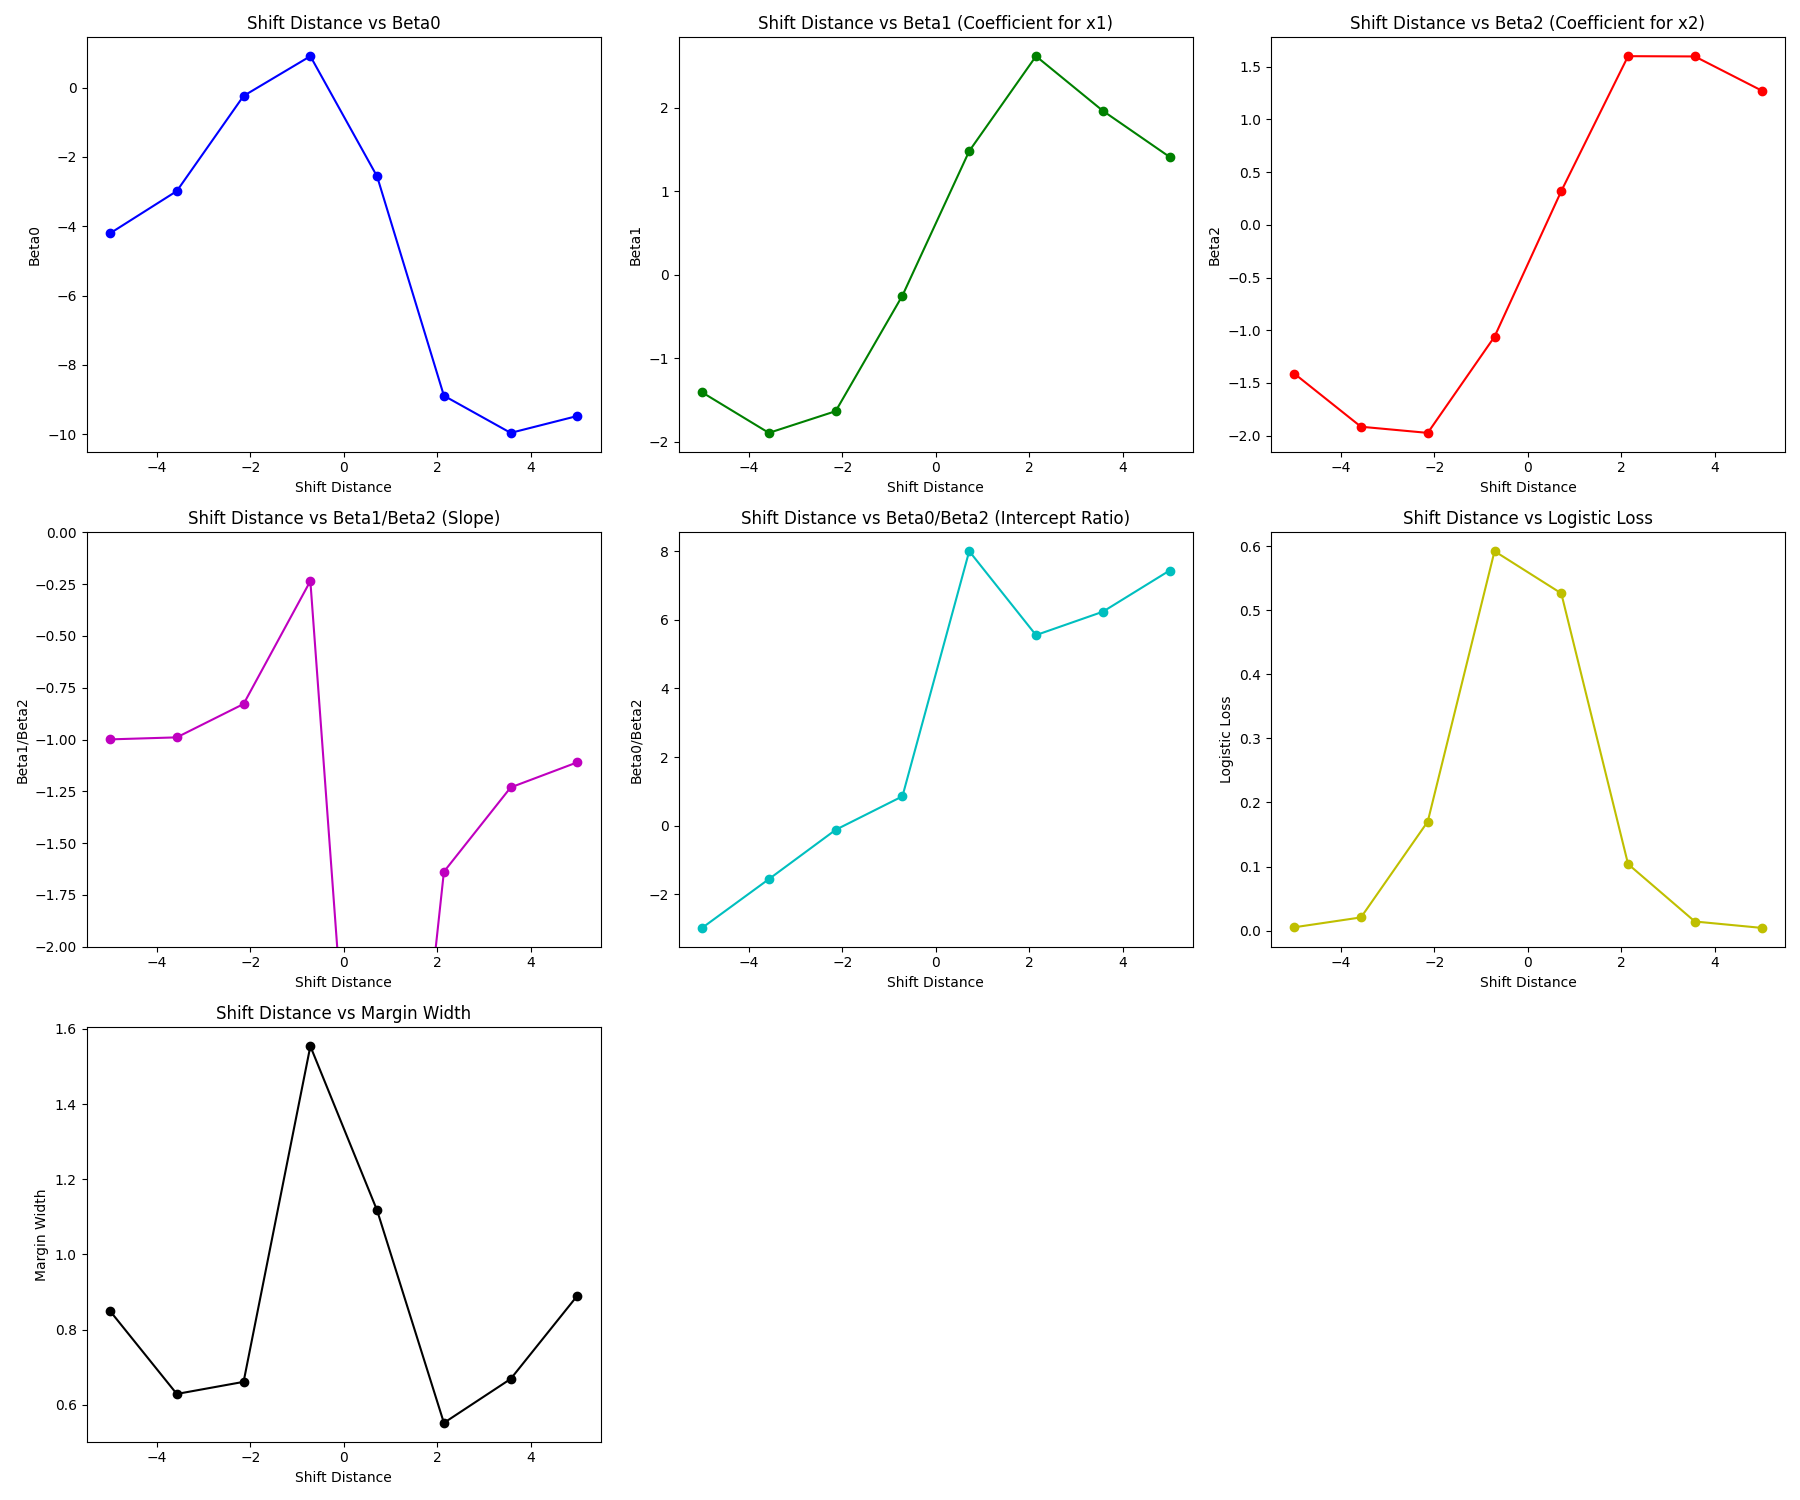 Shift Distance vs Beta0
Beta0
0
−2
−4
−6
−8
−10
−4 −2 0 2 4
Shift Distance
Shift Distance vs Beta1 (Coefficient for x1)
Beta1
2
1
0
−1
−2
−4 −2 0 2 4
Shift Distance
Shift Distance vs Beta2 (Coefficient for x2)
Beta2
1.5
1.0
0.5
0.0
−0.5
−1.0
−1.5
−2.0
−4 −2 0 2 4
Shift Distance
Shift Distance vs Beta1/Beta2 (Slope)
Beta1/Beta2
0.00
−0.25
−0.50
−0.75
−1.00
−1.25
−1.50
−1.75
−2.00
−4 −2 0 2 4
Shift Distance
Shift Distance vs Beta0/Beta2 (Intercept Ratio)
Beta0/Beta2
8
6
4
2
0
−2
−4 −2 0 2 4
Shift Distance
Shift Distance vs Logistic Loss
Logistic Loss
0.6
0.5
0.4
0.3
0.2
0.1
0.0
−4 −2 0 2 4
Shift Distance
Shift Distance vs Margin Width
Margin Width
1.6
1.4
1.2
1.0
0.8
0.6
−4 −2 0 2 4
Shift Distance